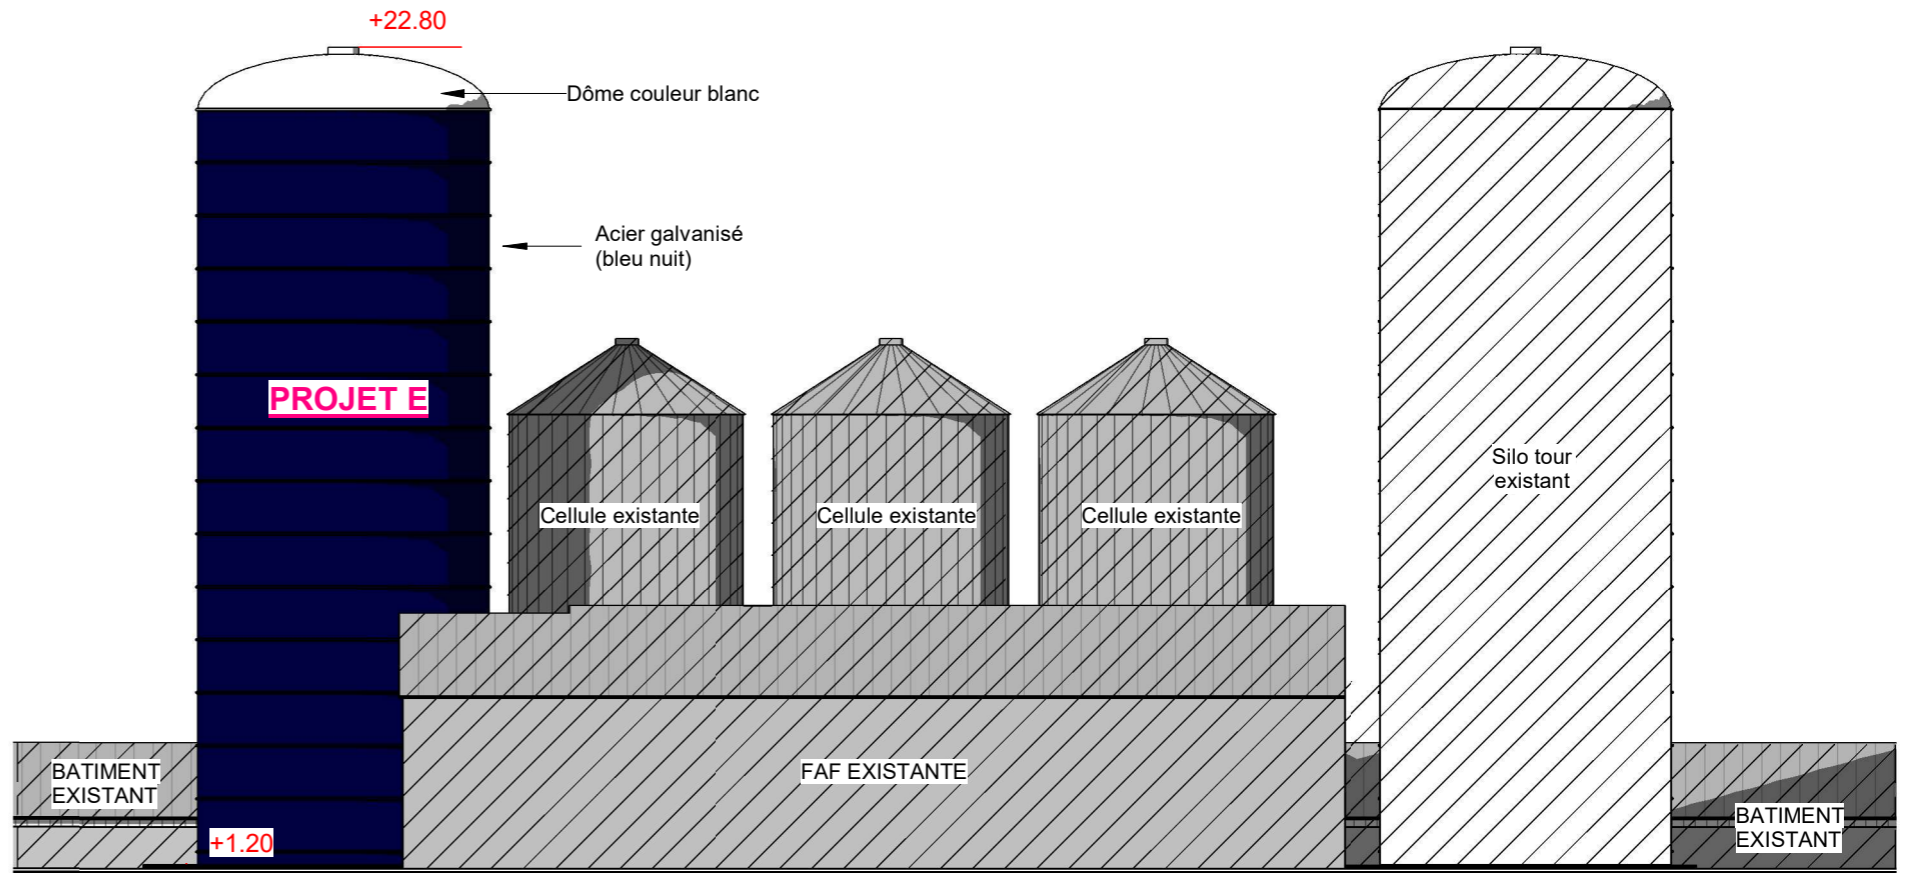 +22.80
Dôme couleur blanc
Acier galvanisé
(bleu nuit)
PROJET E
Silo tour
existant
Cellule existante
Cellule existante
Cellule existante
BATIMENT
EXISTANT
FAF EXISTANTE
BATIMENT
EXISTANT
+1.20